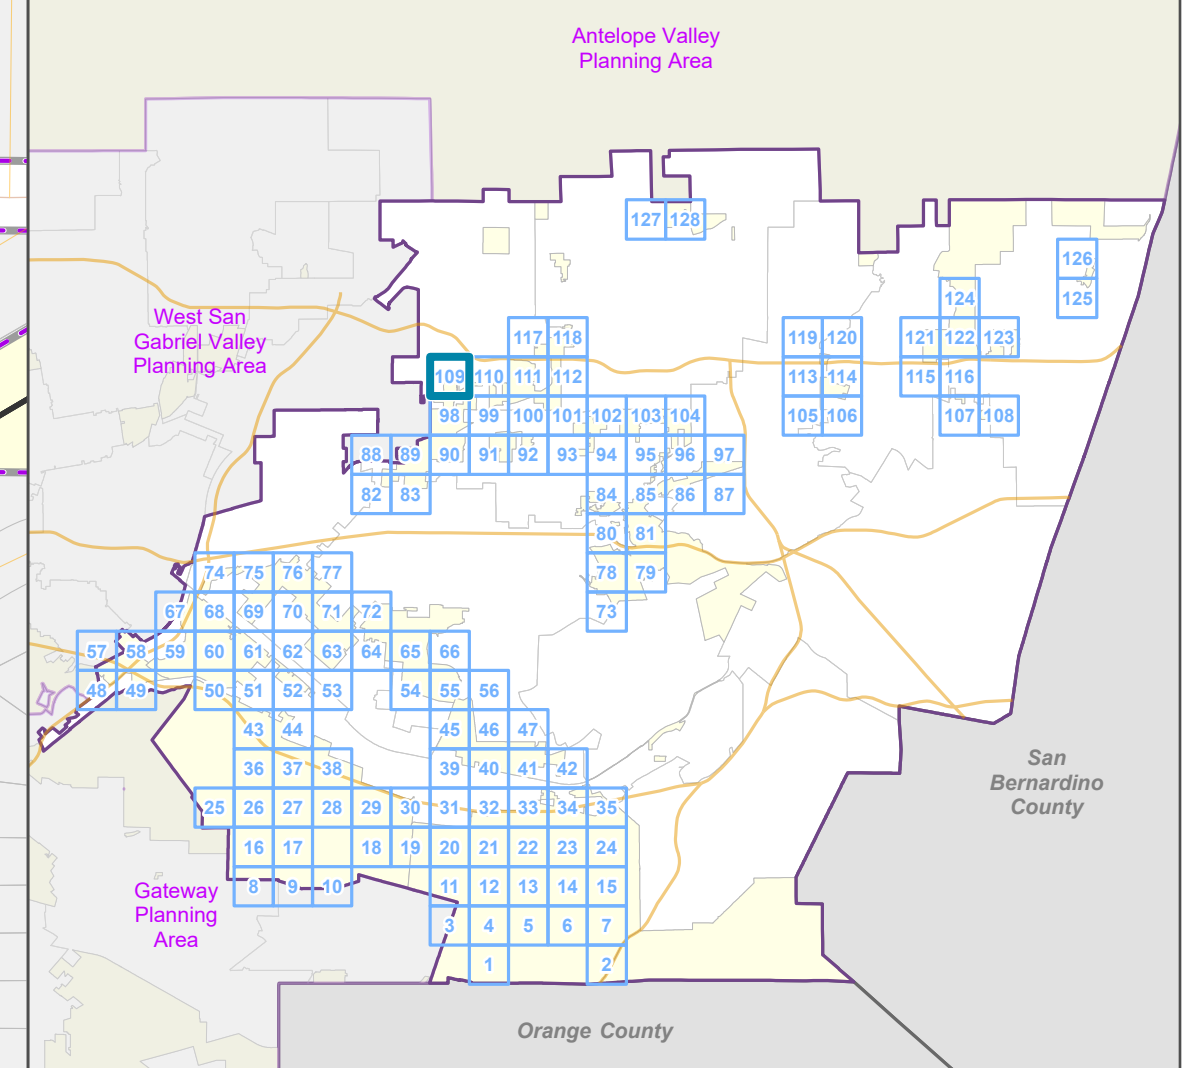 Antelope Valley
Planning Area
127 128
126
124 125
West San
Gabriel Valley
Planning Area
117 118 119 120 121 122 123
109 110 111 112 113 114 115 116
98 99 100 101 102 103 104 105 106 107 108
88 89 90 91 92 93 94 95 96 97
82 83 84 85 86 87
80 81
74 75 76 77 78 79
67 68 69 70 71 72 73
57 58 59 60 61 62 63 64 65 66
48 49 50 51 52 53 54 55 56
43 44 45 46 47
36 37 38 39 40 41 42
San
Bernardino
County
25 26 27 28 29 30 31 32 33 34 35
16 17 18 19 20 21 22 23 24
8 9 10 11 12 13 14 15
Gateway
Planning
Area
3 4 5 6 7
1 2
Orange County